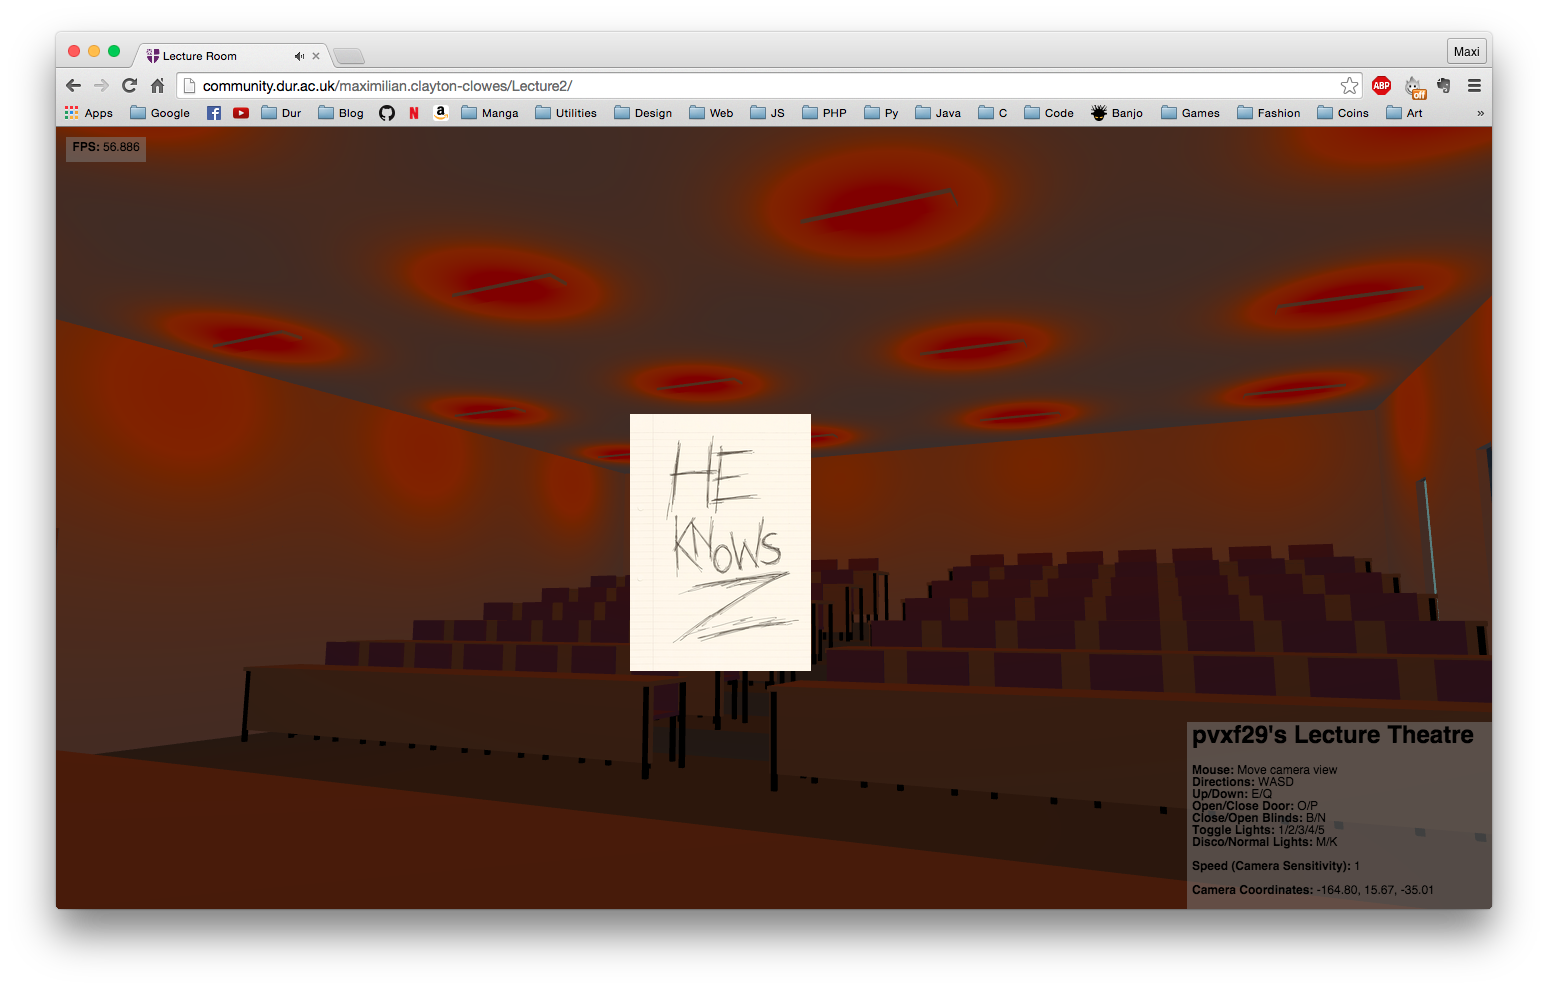 Lecture Room
Maxi
community.dur.ac.uk/maximilian.clayton-clowes/Lecture2/
ABP
off
Apps
Google
Dur
Blog
N
a
Manga
Utilities
Design
Web
JS
PHP
Py
Java
C
Code
Banjo
Games
Fashion
Coins
Art
»
FPS: 56.886
HE
KNOWS
pvxf29's Lecture Theatre
Mouse: Move camera view
Directions: WASD
Up/Down: E/Q
Open/Close Door: O/P
Close/Open Blinds: B/N
Toggle Lights: 1/2/3/4/5
Disco/Normal Lights: M/K
Speed (Camera Sensitivity): 1
Camera Coordinates: -164.80, 15.67, -35.01